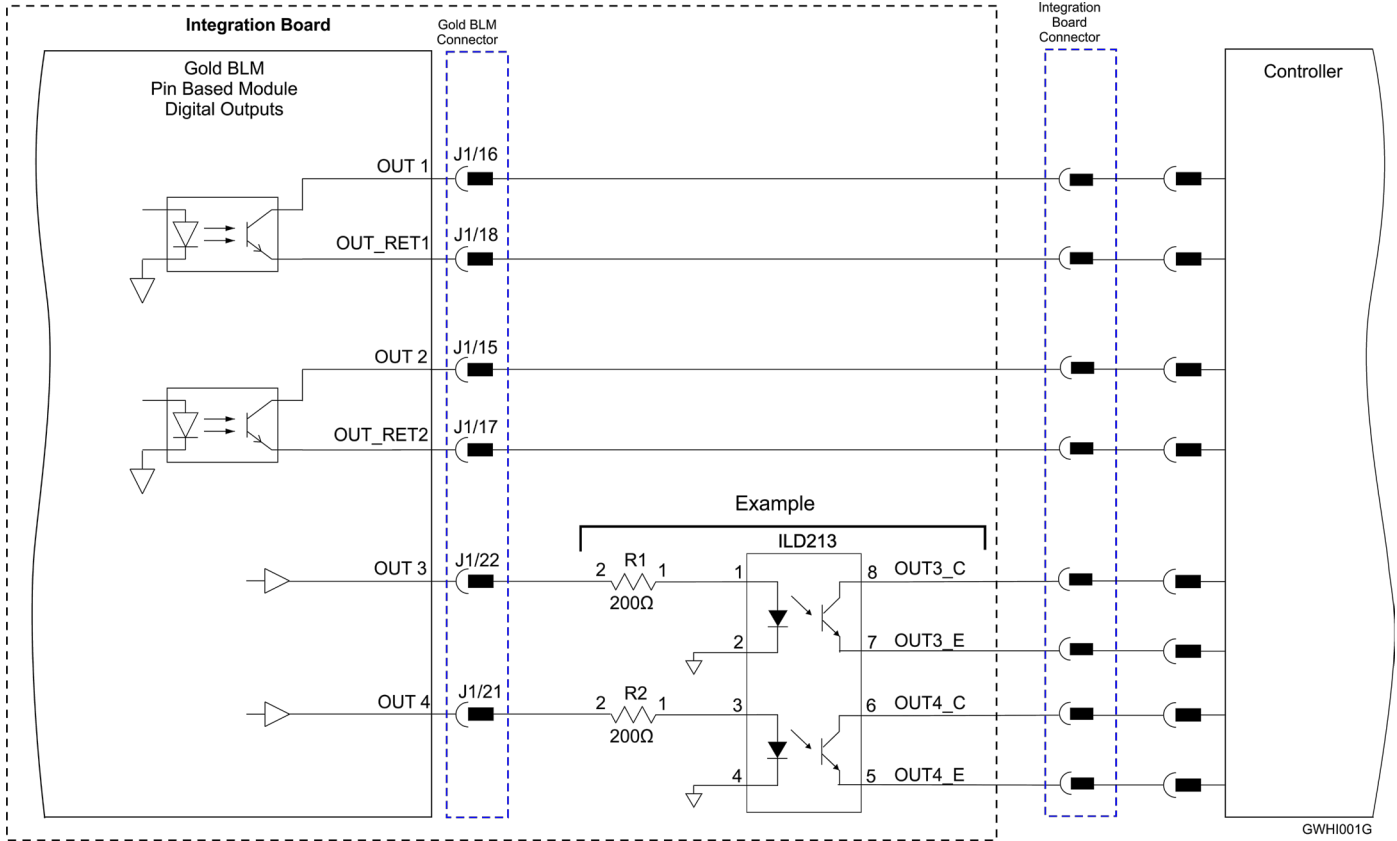 Integration Board
Gold BLM
Connector
Integration
Board
Connector
Gold BLM
Pin Based Module
Digital Outputs
Controller
OUT 1
J1/16
OUT_RET1
J1/18
OUT 2
J1/15
OUT_RET2
J1/17
Example
ILD213
OUT 3
J1/22
2
R1
1
200Ω
1
8
OUT3_C
2
7
OUT3_E
OUT 4
J1/21
2
R2
1
200Ω
3
6
OUT4_C
4
5
OUT4_E
GWHI001G